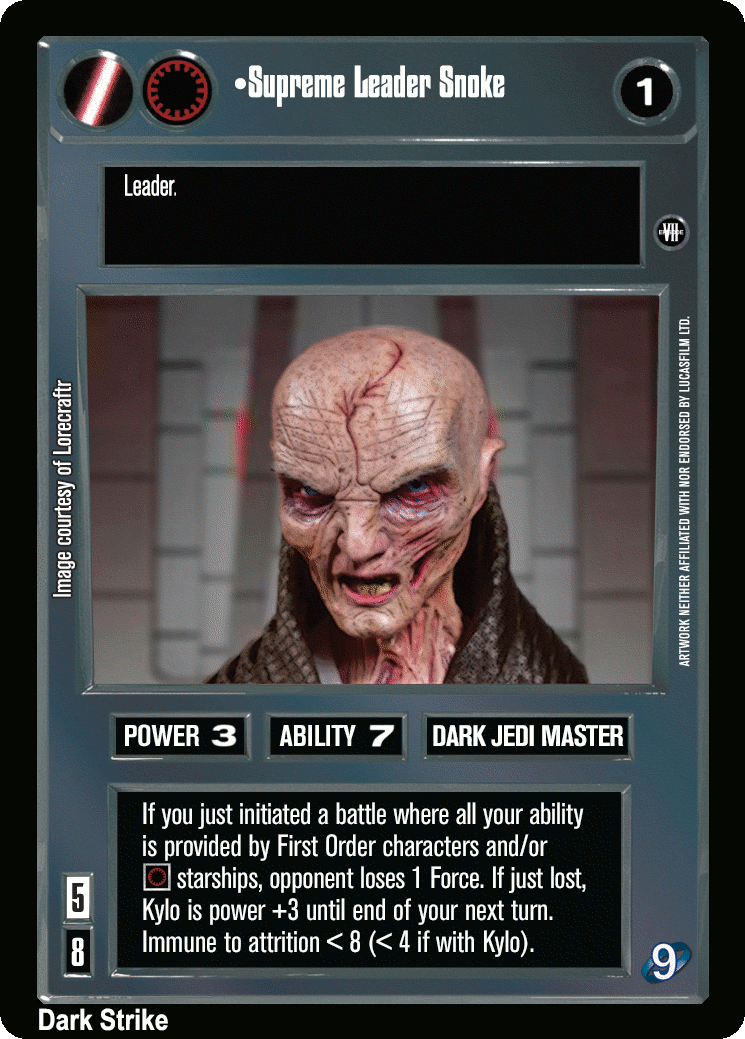 •Supreme Leader Snoke
1
Leader.
EPISODE VII
Image courtesy of Lorecraftr
ARTWORK NEITHER AFFILIATED WITH NOR ENDORSED BY LUCASFILM LTD.
POWER 3
ABILITY 7
DARK JEDI MASTER
If you just initiated a battle where all your ability
is provided by First Order characters and/or
starships, opponent loses 1 Force. If just lost,
Kylo is power +3 until end of your next turn.
Immune to attrition < 8 (< 4 if with Kylo).
5
8
9
Dark Strike